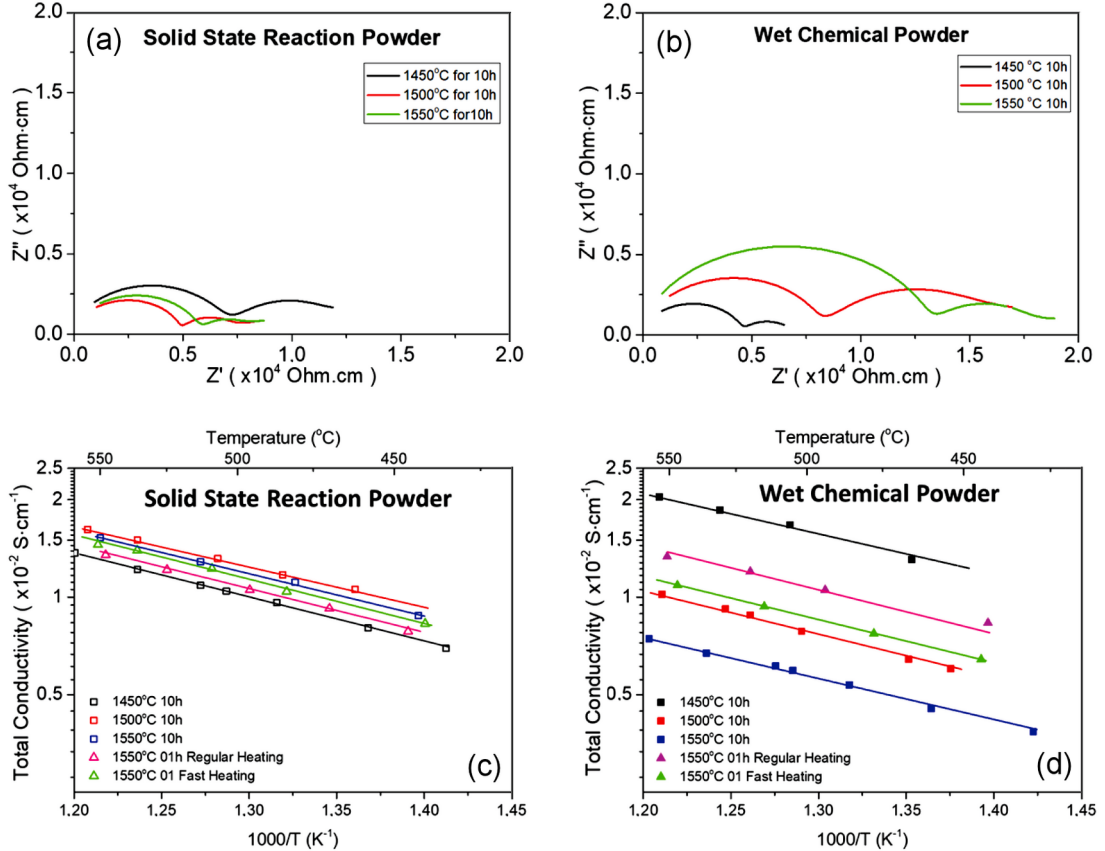 (a)
Solid State Reaction Powder
1450°C for 10h
1500°C for 10h
1550°C for10h
2.0
1.5
1.0
0.5
0.0
Z" ( x10⁴ Ohm·cm)
0.0 0.5 1.0 1.5 2.0
Z' ( x10⁴ Ohm.cm )
(b)
Wet Chemical Powder
1450 °C 10h
1500 °C 10h
1550 °C 10h
2.0
1.5
1.0
0.5
0.0
Z" ( x10⁴ Ohm·cm)
0.0 0.5 1.0 1.5 2.0
Z' ( x10⁴ Ohm.cm )
Temperature (°C)
550 500 450
Solid State Reaction Powder
2.5
2
1.5
1
0.5
Total Conductivity ( x10⁻² S·cm⁻¹)
1450°C 10h
1500°C 10h
1550°C 10h
1550°C 01h Regular Heating
1550°C 01 Fast Heating
(c)
1.20 1.25 1.30 1.35 1.40 1.45
1000/T (K⁻¹)
Temperature (°C)
550 500 450
Wet Chemical Powder
2.5
2
1.5
1
0.5
Total Conductivity ( x10⁻² S·cm⁻¹)
1450°C 10h
1500°C 10h
1550°C 10h
1550°C 01h Regular Heating
1550°C 01 Fast Heating
(d)
1.20 1.25 1.30 1.35 1.40 1.45
1000/T (K⁻¹)